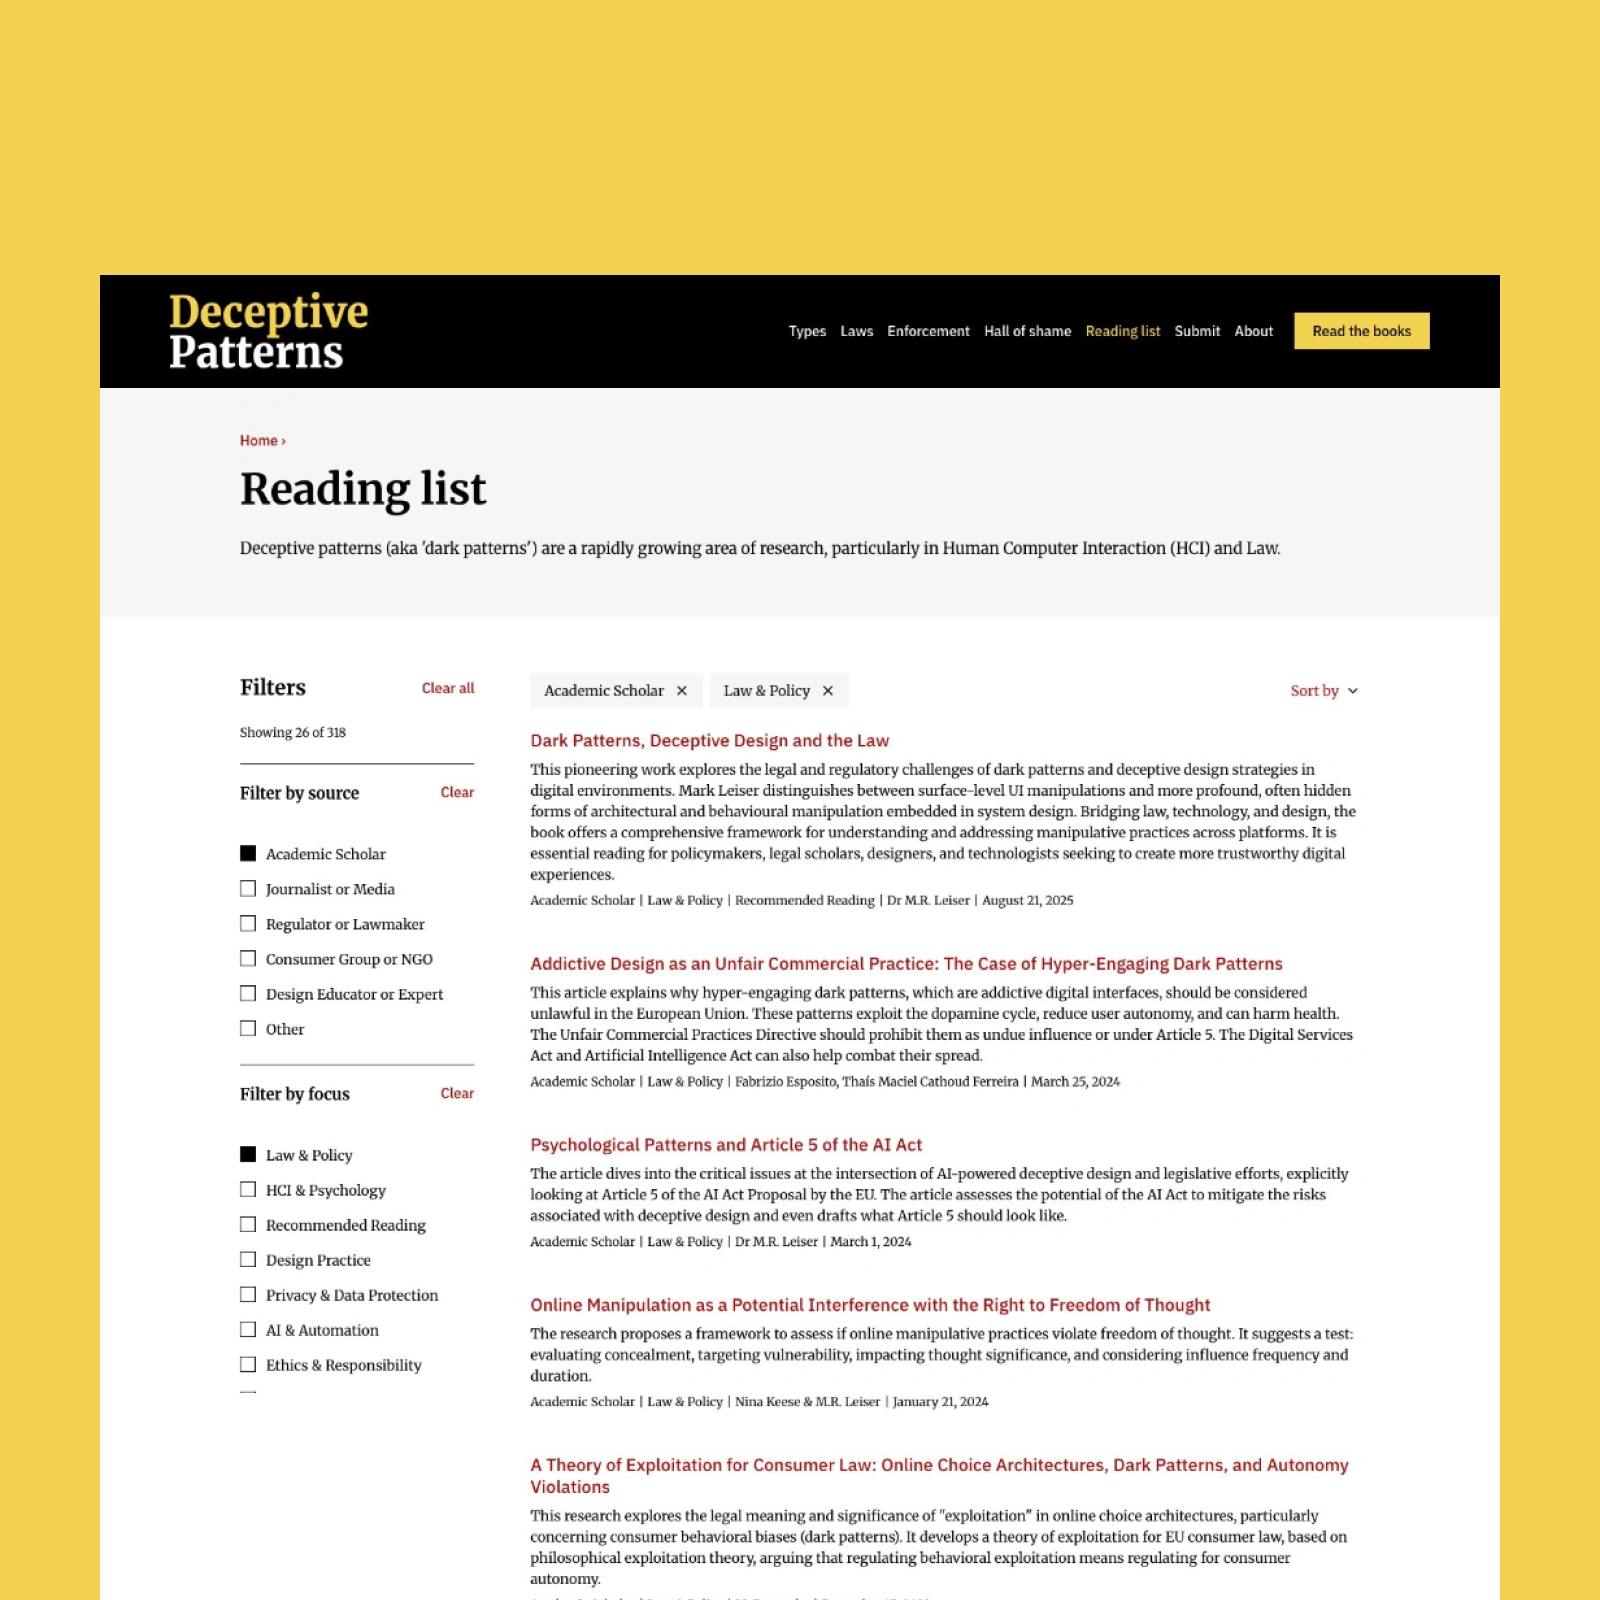 Deceptive
Patterns
Types Laws Enforcement Hall of shame Reading list Submit About Read the books
Home ›
Reading list
Deceptive patterns (aka 'dark patterns') are a rapidly growing area of research, particularly in Human Computer Interaction (HCI) and Law.
Filters Clear all
Showing 26 of 318
Filter by source Clear
Academic Scholar
Journalist or Media
Regulator or Lawmaker
Consumer Group or NGO
Design Educator or Expert
Other
Filter by focus Clear
Law & Policy
HCI & Psychology
Recommended Reading
Design Practice
Privacy & Data Protection
AI & Automation
Ethics & Responsibility
Academic Scholar ✕ Law & Policy ✕ Sort by
Dark Patterns, Deceptive Design and the Law
This pioneering work explores the legal and regulatory challenges of dark patterns and deceptive design strategies in
digital environments. Mark Leiser distinguishes between surface-level UI manipulations and more profound, often hidden
forms of architectural and behavioural manipulation embedded in system design. Bridging law, technology, and design, the
book offers a comprehensive framework for understanding and addressing manipulative practices across platforms. It is
essential reading for policymakers, legal scholars, designers, and technologists seeking to create more trustworthy digital
experiences.
Academic Scholar | Law & Policy | Recommended Reading | Dr M.R. Leiser | August 21, 2025
Addictive Design as an Unfair Commercial Practice: The Case of Hyper-Engaging Dark Patterns
This article explains why hyper-engaging dark patterns, which are addictive digital interfaces, should be considered
unlawful in the European Union. These patterns exploit the dopamine cycle, reduce user autonomy, and can harm health.
The Unfair Commercial Practices Directive should prohibit them as undue influence or under Article 5. The Digital Services
Act and Artificial Intelligence Act can also help combat their spread.
Academic Scholar | Law & Policy | Fabrizio Esposito, Thaís Maciel Cathoud Ferreira | March 25, 2024
Psychological Patterns and Article 5 of the AI Act
The article dives into the critical issues at the intersection of AI-powered deceptive design and legislative efforts, explicitly
looking at Article 5 of the AI Act Proposal by the EU. The article assesses the potential of the AI Act to mitigate the risks
associated with deceptive design and even drafts what Article 5 should look like.
Academic Scholar | Law & Policy | Dr M.R. Leiser | March 1, 2024
Online Manipulation as a Potential Interference with the Right to Freedom of Thought
The research proposes a framework to assess if online manipulative practices violate freedom of thought. It suggests a test:
evaluating concealment, targeting vulnerability, impacting thought significance, and considering influence frequency and
duration.
Academic Scholar | Law & Policy | Nina Keese & M.R. Leiser | January 21, 2024
A Theory of Exploitation for Consumer Law: Online Choice Architectures, Dark Patterns, and Autonomy
Violations
This research explores the legal meaning and significance of "exploitation" in online choice architectures, particularly
concerning consumer behavioral biases (dark patterns). It develops a theory of exploitation for EU consumer law, based on
philosophical exploitation theory, arguing that regulating behavioral exploitation means regulating for consumer
autonomy.